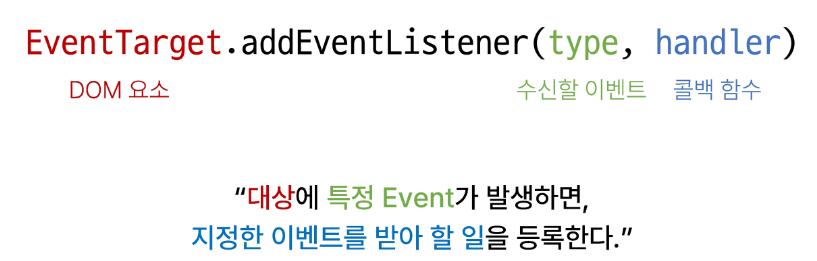 EventTarget.addEventListener(type, handler)
DOM 요소 수신할 이벤트 콜백 함수
“대상에 특정 Event가 발생하면,
지정한 이벤트를 받아 할 일을 등록한다.”